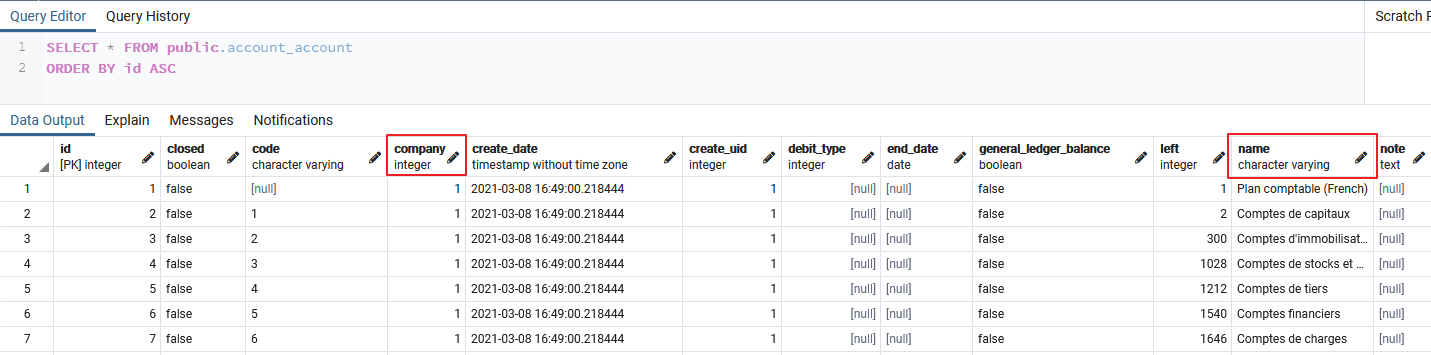 Query Editor Query History Scratch P
1 SELECT * FROM public.account_account
2 ORDER BY id ASC
Data Output Explain Messages Notifications
id closed code company create_date create_uid debit_type end_date general_ledger_balance left name note
[PK] integer boolean character varying integer timestamp without time zone integer integer date boolean integer character varying text
1 1 false [null] 1 2021-03-08 16:49:00.218444 1 [null] [null] false 1 Plan comptable (French) [null]
2 2 false 1 1 2021-03-08 16:49:00.218444 1 [null] [null] false 2 Comptes de capitaux [null]
3 3 false 2 1 2021-03-08 16:49:00.218444 1 [null] [null] false 300 Comptes d'immobilisat... [null]
4 4 false 3 1 2021-03-08 16:49:00.218444 1 [null] [null] false 1028 Comptes de stocks et ... [null]
5 5 false 4 1 2021-03-08 16:49:00.218444 1 [null] [null] false 1212 Comptes de tiers [null]
6 6 false 5 1 2021-03-08 16:49:00.218444 1 [null] [null] false 1540 Comptes financiers [null]
7 7 false 6 1 2021-03-08 16:49:00.218444 1 [null] [null] false 1646 Comptes de charges [null]